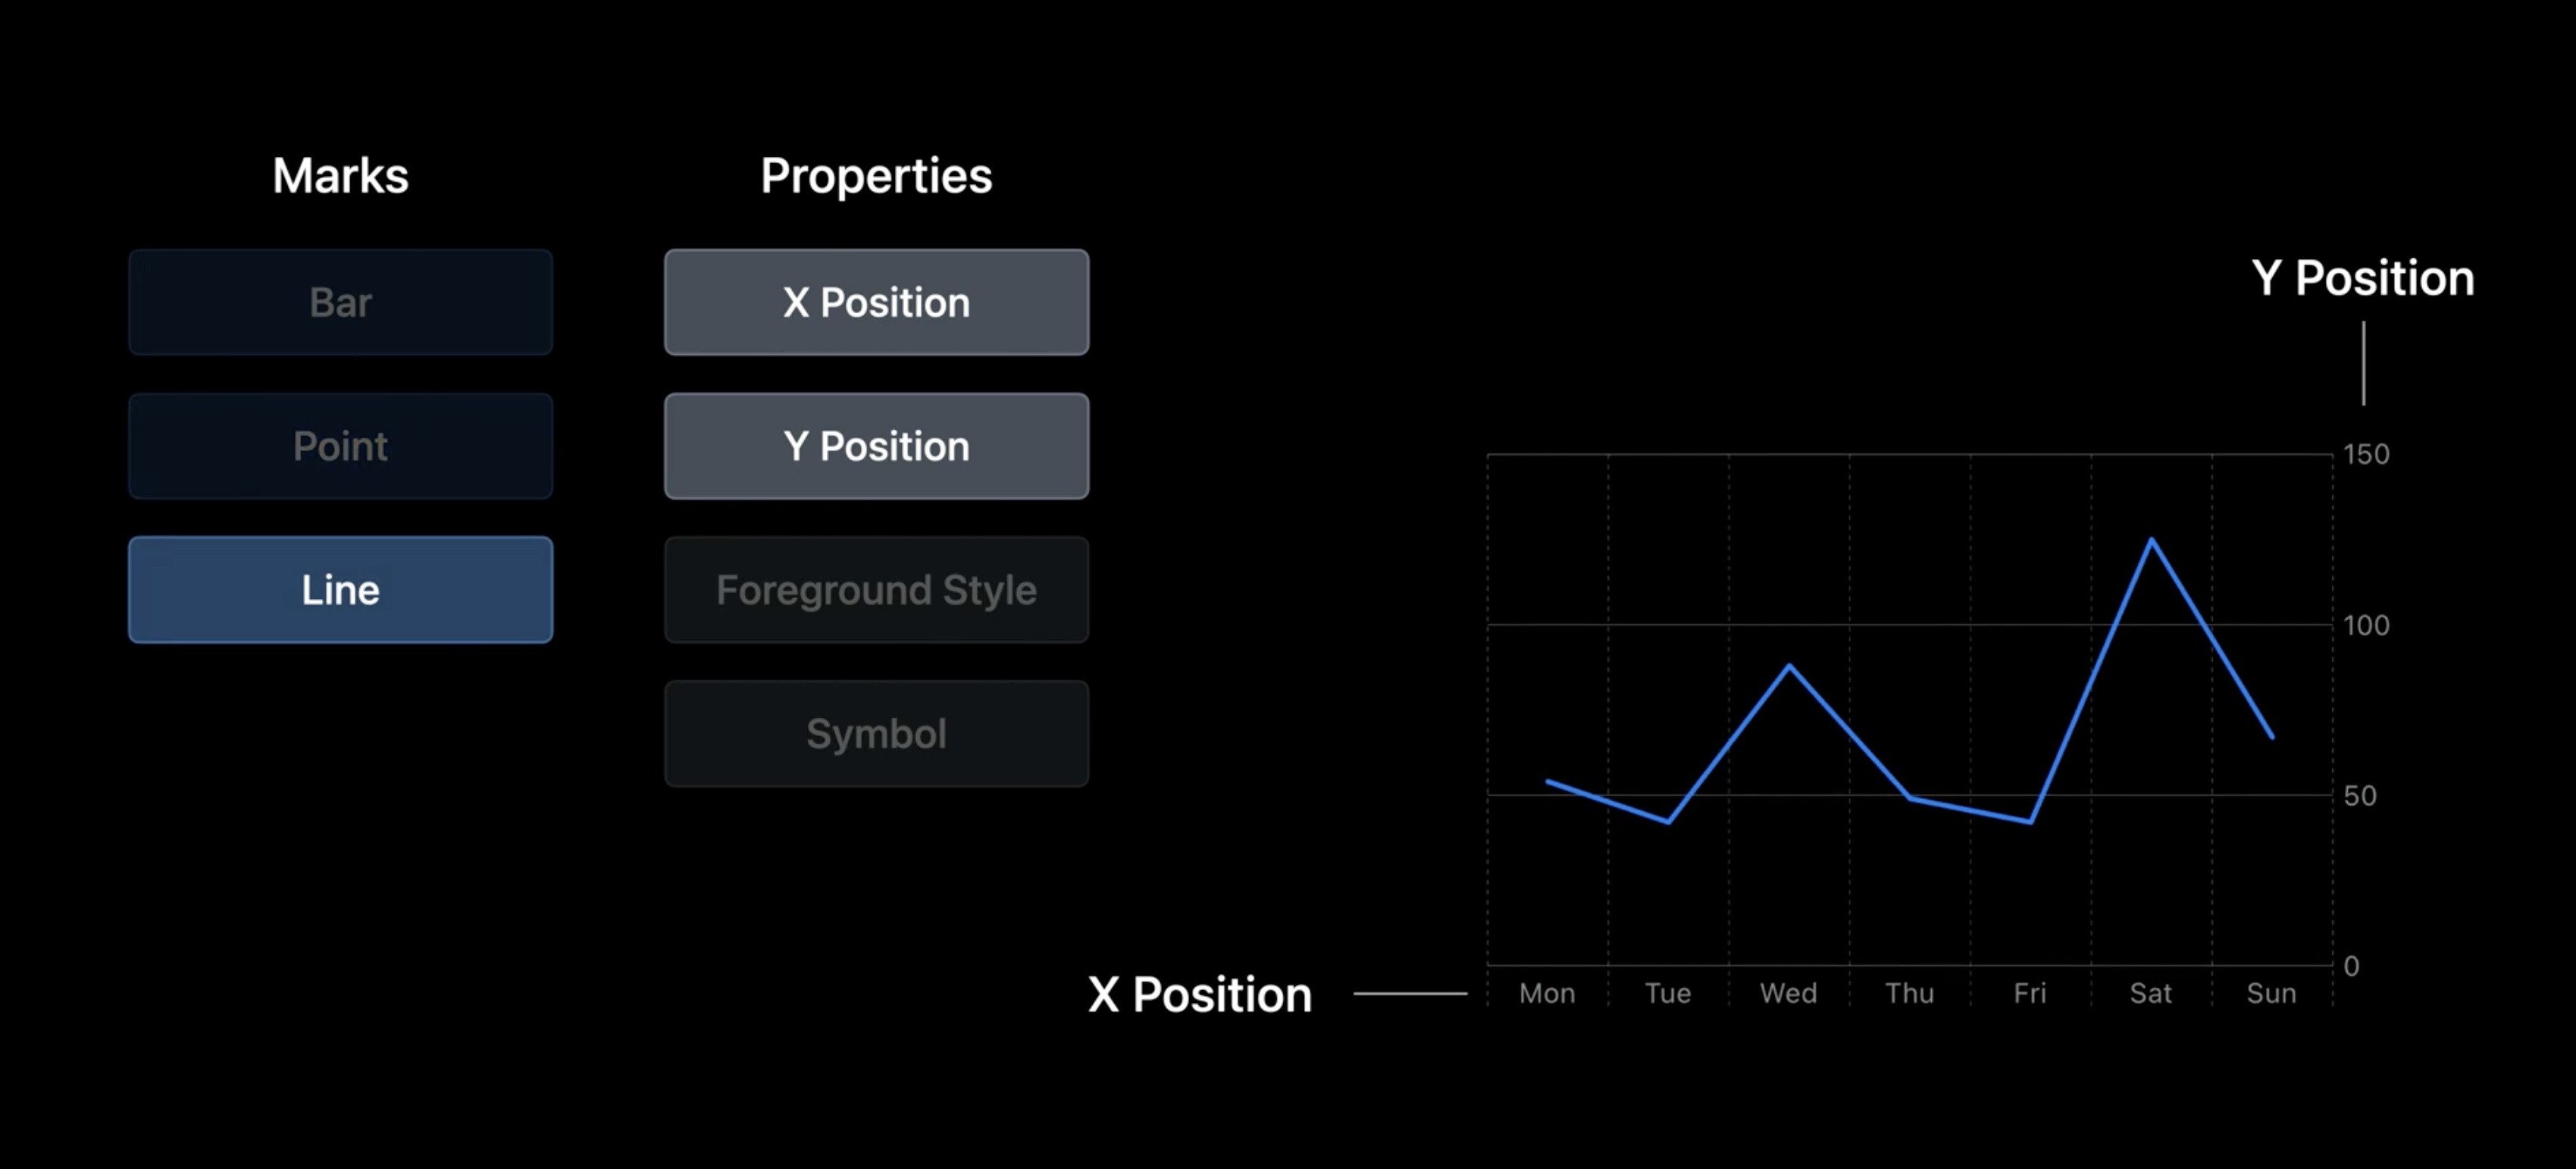 Marks
Bar
Point
Line
Properties
X Position
Y Position
Foreground Style
Symbol
Y Position
150
100
50
0
X Position
Mon Tue Wed Thu Fri Sat Sun